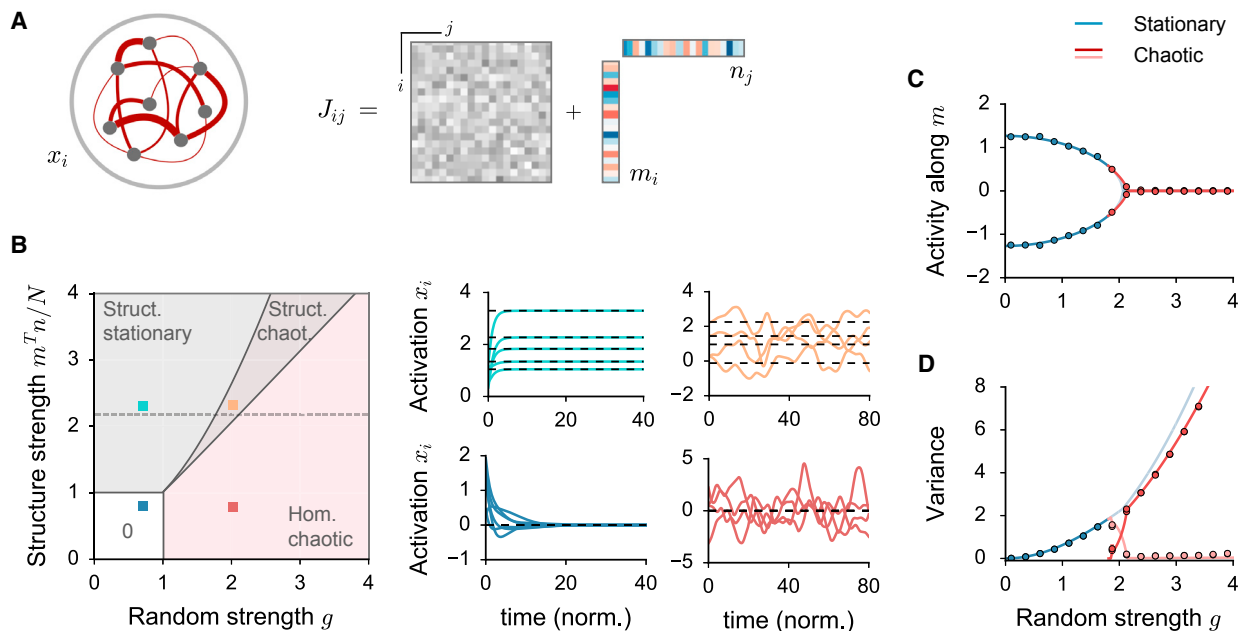 A
x_i
J_{ij} =
j
i
+
n_j
m_i
Stationary
Chaotic
C
Activity along m
2
1
0
−1
−2
0 1 2 3 4
B
Structure strength m^T n/N
4
3
2
1
0
0 1 2 3 4
Random strength g
Struct.
stationary
Struct.
chaot.
0
Hom.
chaotic
Activation x_i
4
2
0
0 20 40
4
2
0
−2
0 40 80
Activation x_i
2
1
0
−1
0 20 40
time (norm.)
5
0
−5
0 40 80
time (norm.)
D
Variance
8
6
4
2
0
0 1 2 3 4
Random strength g